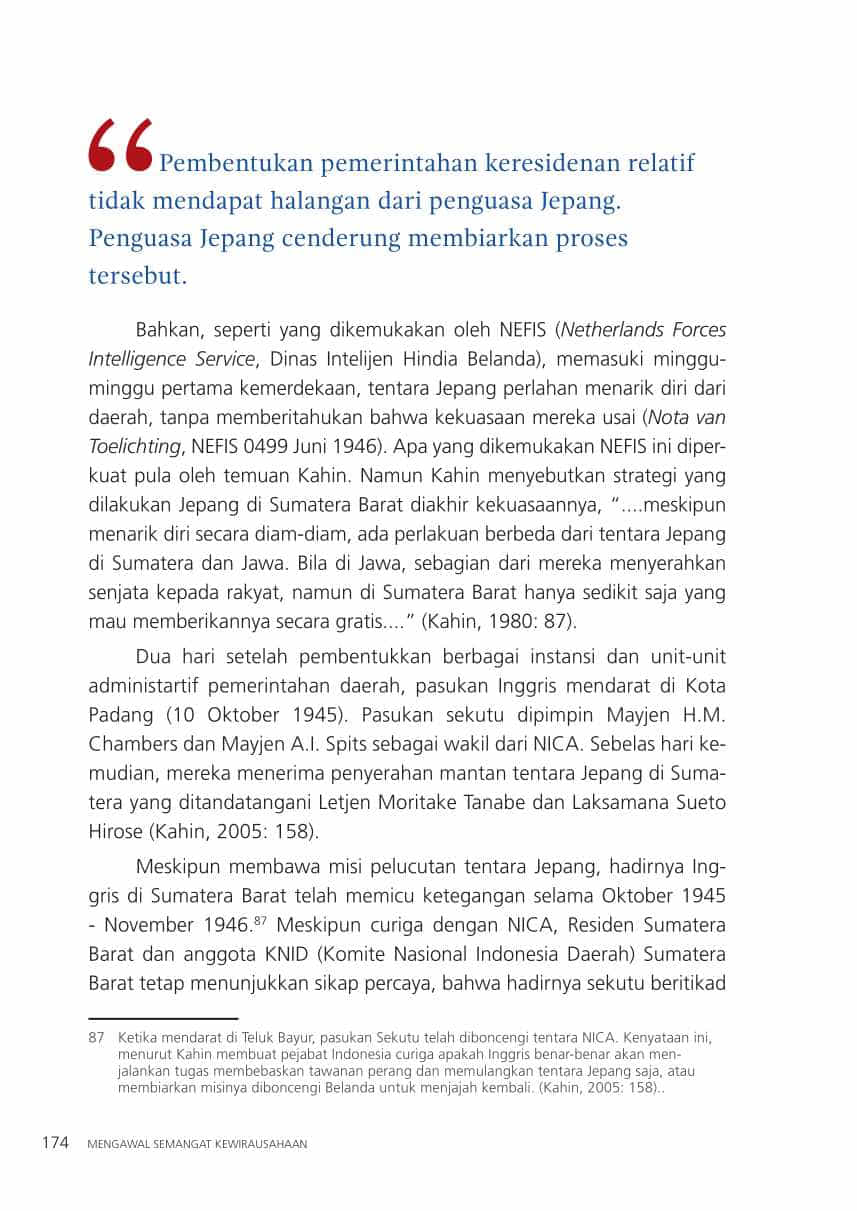 “Pembentukan pemerintahan keresidenan relatif
tidak mendapat halangan dari penguasa Jepang.
Penguasa Jepang cenderung membiarkan proses
tersebut.
Bahkan, seperti yang dikemukakan oleh NEFIS (Netherlands Forces
Intelligence Service, Dinas Intelijen Hindia Belanda), memasuki minggu-
minggu pertama kemerdekaan, tentara Jepang perlahan menarik diri dari
daerah, tanpa memberitahukan bahwa kekuasaan mereka usai (Nota van
Toelichting, NEFIS 0499 Juni 1946). Apa yang dikemukakan NEFIS ini diper-
kuat pula oleh temuan Kahin. Namun Kahin menyebutkan strategi yang
dilakukan Jepang di Sumatera Barat diakhir kekuasaannya, “....meskipun
menarik diri secara diam-diam, ada perlakuan berbeda dari tentara Jepang
di Sumatera dan Jawa. Bila di Jawa, sebagian dari mereka menyerahkan
senjata kepada rakyat, namun di Sumatera Barat hanya sedikit saja yang
mau memberikannya secara gratis....” (Kahin, 1980: 87).
Dua hari setelah pembentukkan berbagai instansi dan unit-unit
administartif pemerintahan daerah, pasukan Inggris mendarat di Kota
Padang (10 Oktober 1945). Pasukan sekutu dipimpin Mayjen H.M.
Chambers dan Mayjen A.I. Spits sebagai wakil dari NICA. Sebelas hari ke-
mudian, mereka menerima penyerahan mantan tentara Jepang di Suma-
tera yang ditandatangani Letjen Moritake Tanabe dan Laksamana Sueto
Hirose (Kahin, 2005: 158).
Meskipun membawa misi pelucutan tentara Jepang, hadirnya Ing-
gris di Sumatera Barat telah memicu ketegangan selama Oktober 1945
- November 1946.87 Meskipun curiga dengan NICA, Residen Sumatera
Barat dan anggota KNID (Komite Nasional Indonesia Daerah) Sumatera
Barat tetap menunjukkan sikap percaya, bahwa hadirnya sekutu beritikad
87 Ketika mendarat di Teluk Bayur, pasukan Sekutu telah diboncengi tentara NICA. Kenyataan ini,
menurut Kahin membuat pejabat Indonesia curiga apakah Inggris benar-benar akan men-
jalankan tugas membebaskan tawanan perang dan memulangkan tentara Jepang saja, atau
membiarkan misinya diboncengi Belanda untuk menjajah kembali. (Kahin, 2005: 158)..
174 MENGAWAL SEMANGAT KEWIRAUSAHAAN